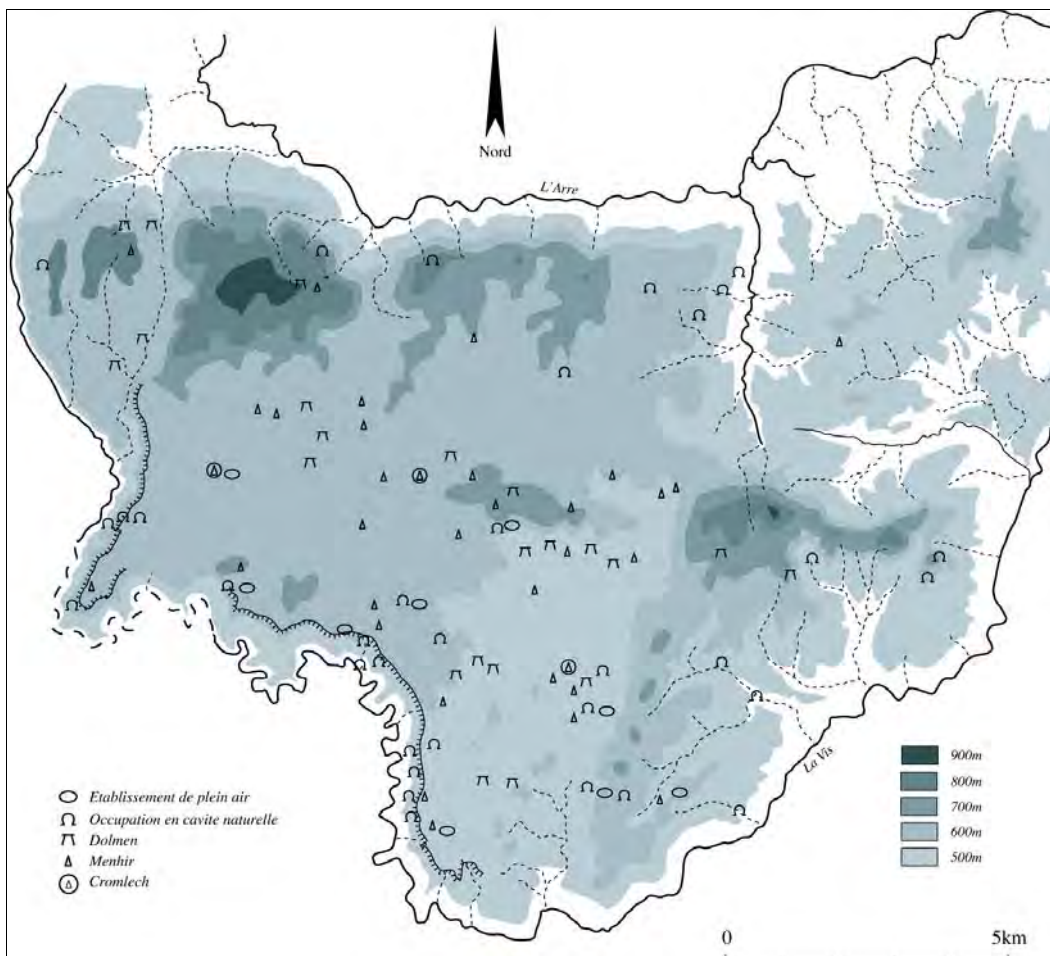 Nord
L'Arre
La Vis
900m
800m
700m
600m
500m
Etablissement de plein air
Occupation en cavite naturelle
Dolmen
Menhir
Cromlech
0 5km